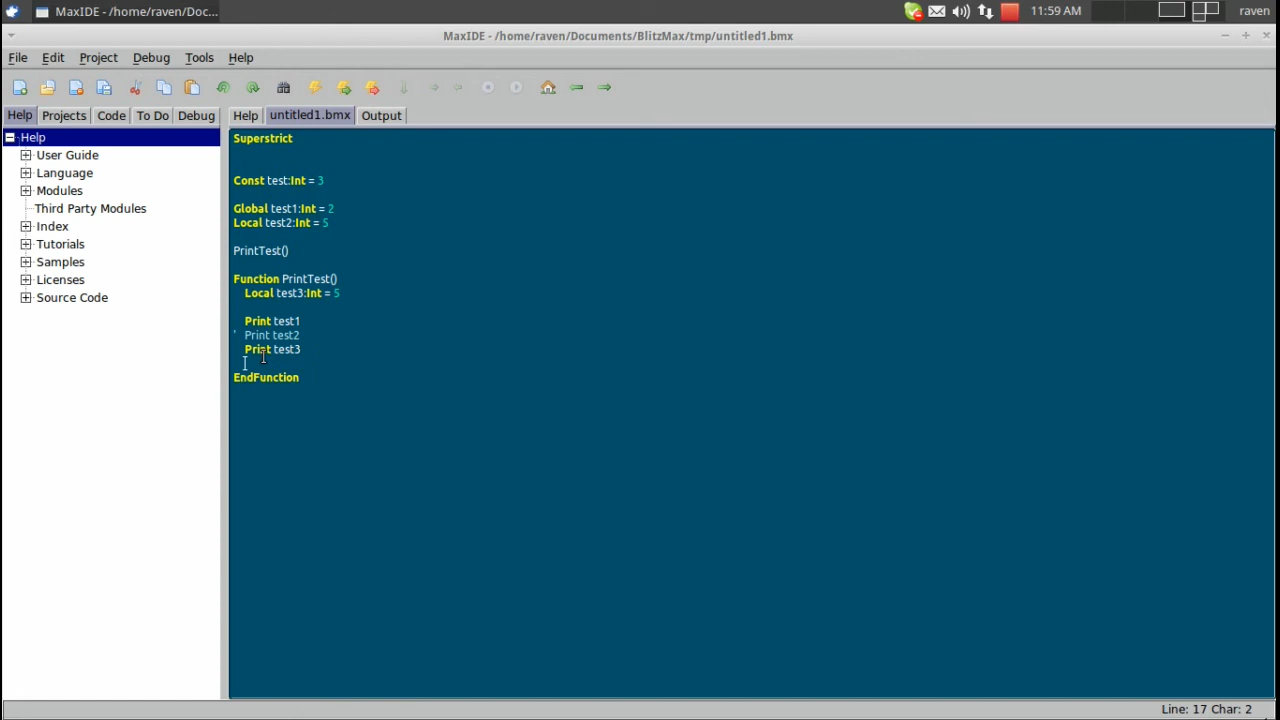 MaxIDE - /home/raven/Doc...
11:59 AM
raven
MaxIDE - /home/raven/Documents/BlitzMax/tmp/untitled1.bmx
File Edit Project Debug Tools Help
Help Projects Code To Do Debug
Help untitled1.bmx Output
Help
User Guide
Language
Modules
Third Party Modules
Index
Tutorials
Samples
Licenses
Source Code
Superstrict
Const test:Int = 3
Global test1:Int = 2
Local test2:Int = 5
PrintTest()
Function PrintTest()
Local test3:Int = 5
Print test1
' Print test2
Print test3
EndFunction
Line: 17 Char: 2